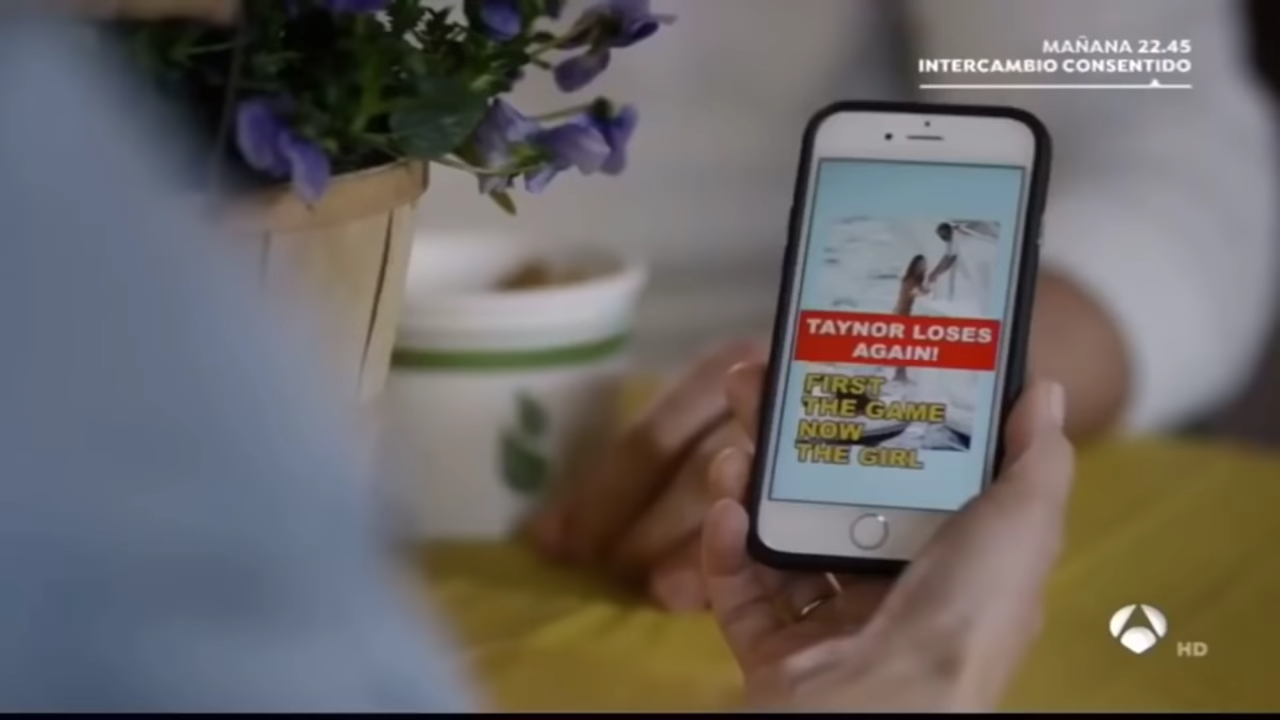 MAÑANA 22.45
INTERCAMBIO CONSENTIDO
TAYNOR LOSES
AGAIN!
FIRST
THE GAME
NOW
THE GIRL
HD